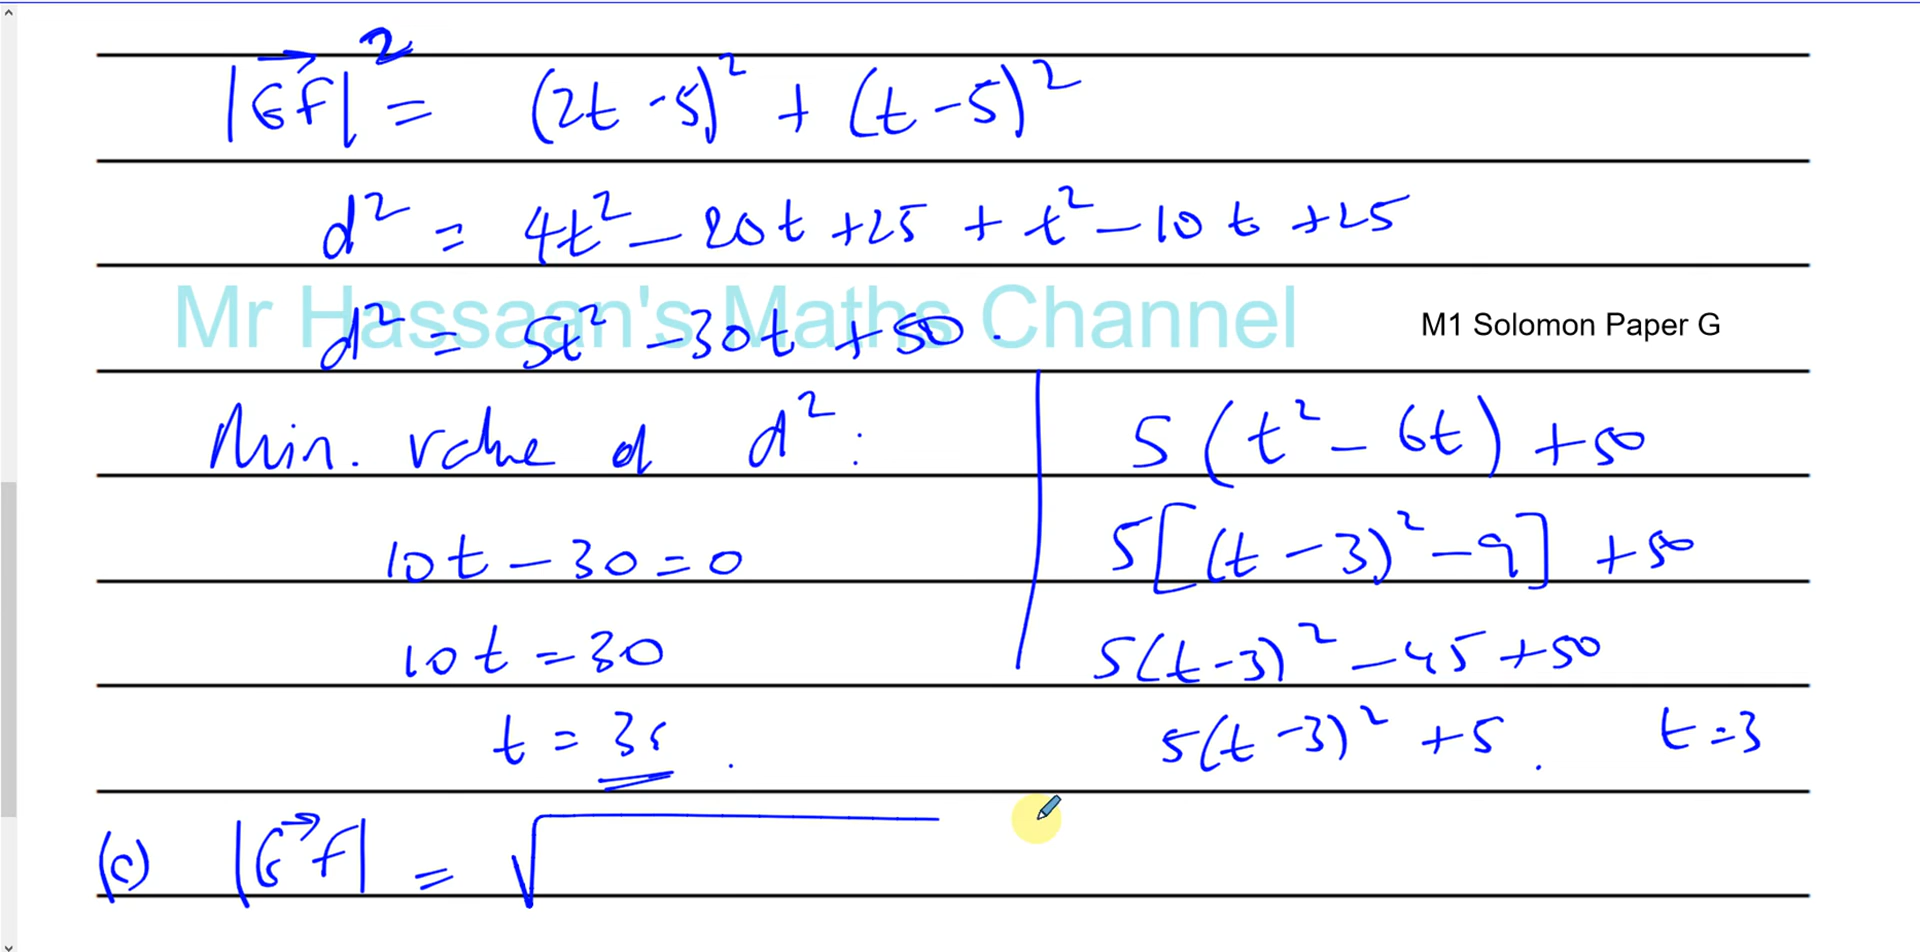 |GF|² = (2t - 5)² + (t - 5)²
d² = 4t² - 20t + 25 + t² - 10t + 25
Mr Hassaan's Maths Channel
M1 Solomon Paper G
d² = 5t² - 30t + 50.
Min. value of d² :
10t - 30 = 0
10t = 30
t = 3s.
5(t² - 6t) + 50
5[(t - 3)² - 9] + 50
5(t - 3)² - 45 + 50
5(t - 3)² + 5. t = 3
(c) |GF| = √